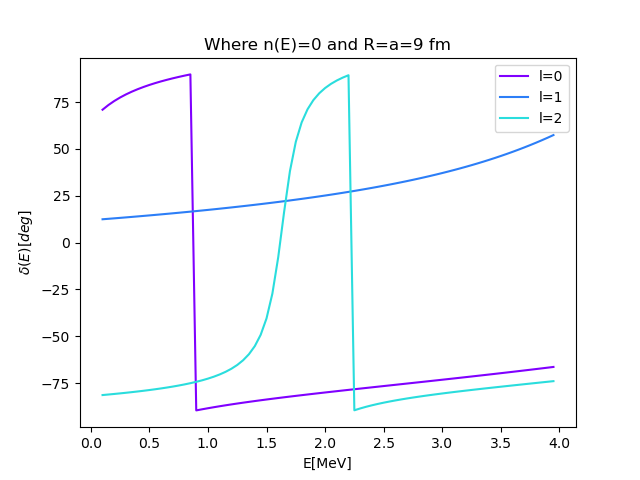 Where n(E)=0 and R=a=9 fm
l=0
l=1
l=2
75
50
25
0
−25
−50
−75
δ(E)[deg]
0.0 0.5 1.0 1.5 2.0 2.5 3.0 3.5 4.0
E[MeV]